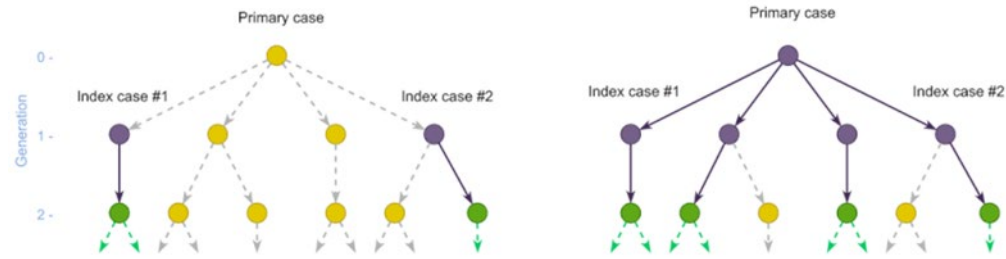 Primary case
Primary case
0 -
Index case #1
Index case #2
Index case #1
Index case #2
Generation
1 -
2 -